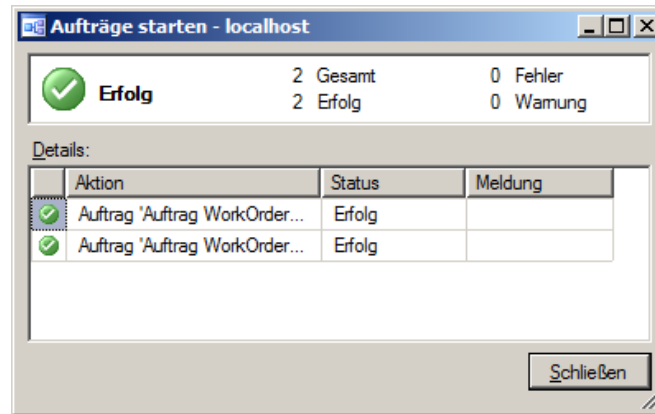 Aufträge starten - localhost
Erfolg
2 Gesamt 0 Fehler
2 Erfolg 0 Warnung
Details:
Aktion Status Meldung
Auftrag 'Auftrag WorkOrder... Erfolg
Auftrag 'Auftrag WorkOrder... Erfolg
Schließen